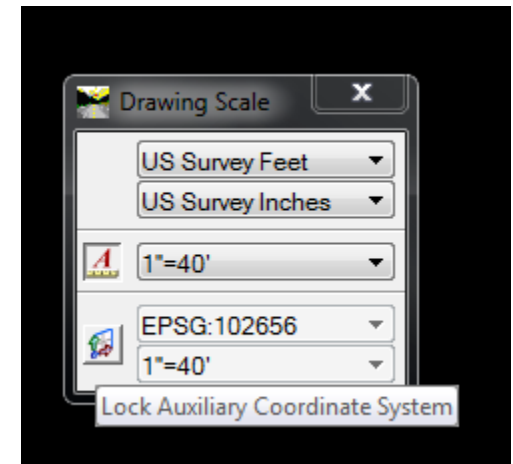 Drawing Scale
X
US Survey Feet
US Survey Inches
A
1"=40'
EPSG:102656
1"=40'
Lock Auxiliary Coordinate System